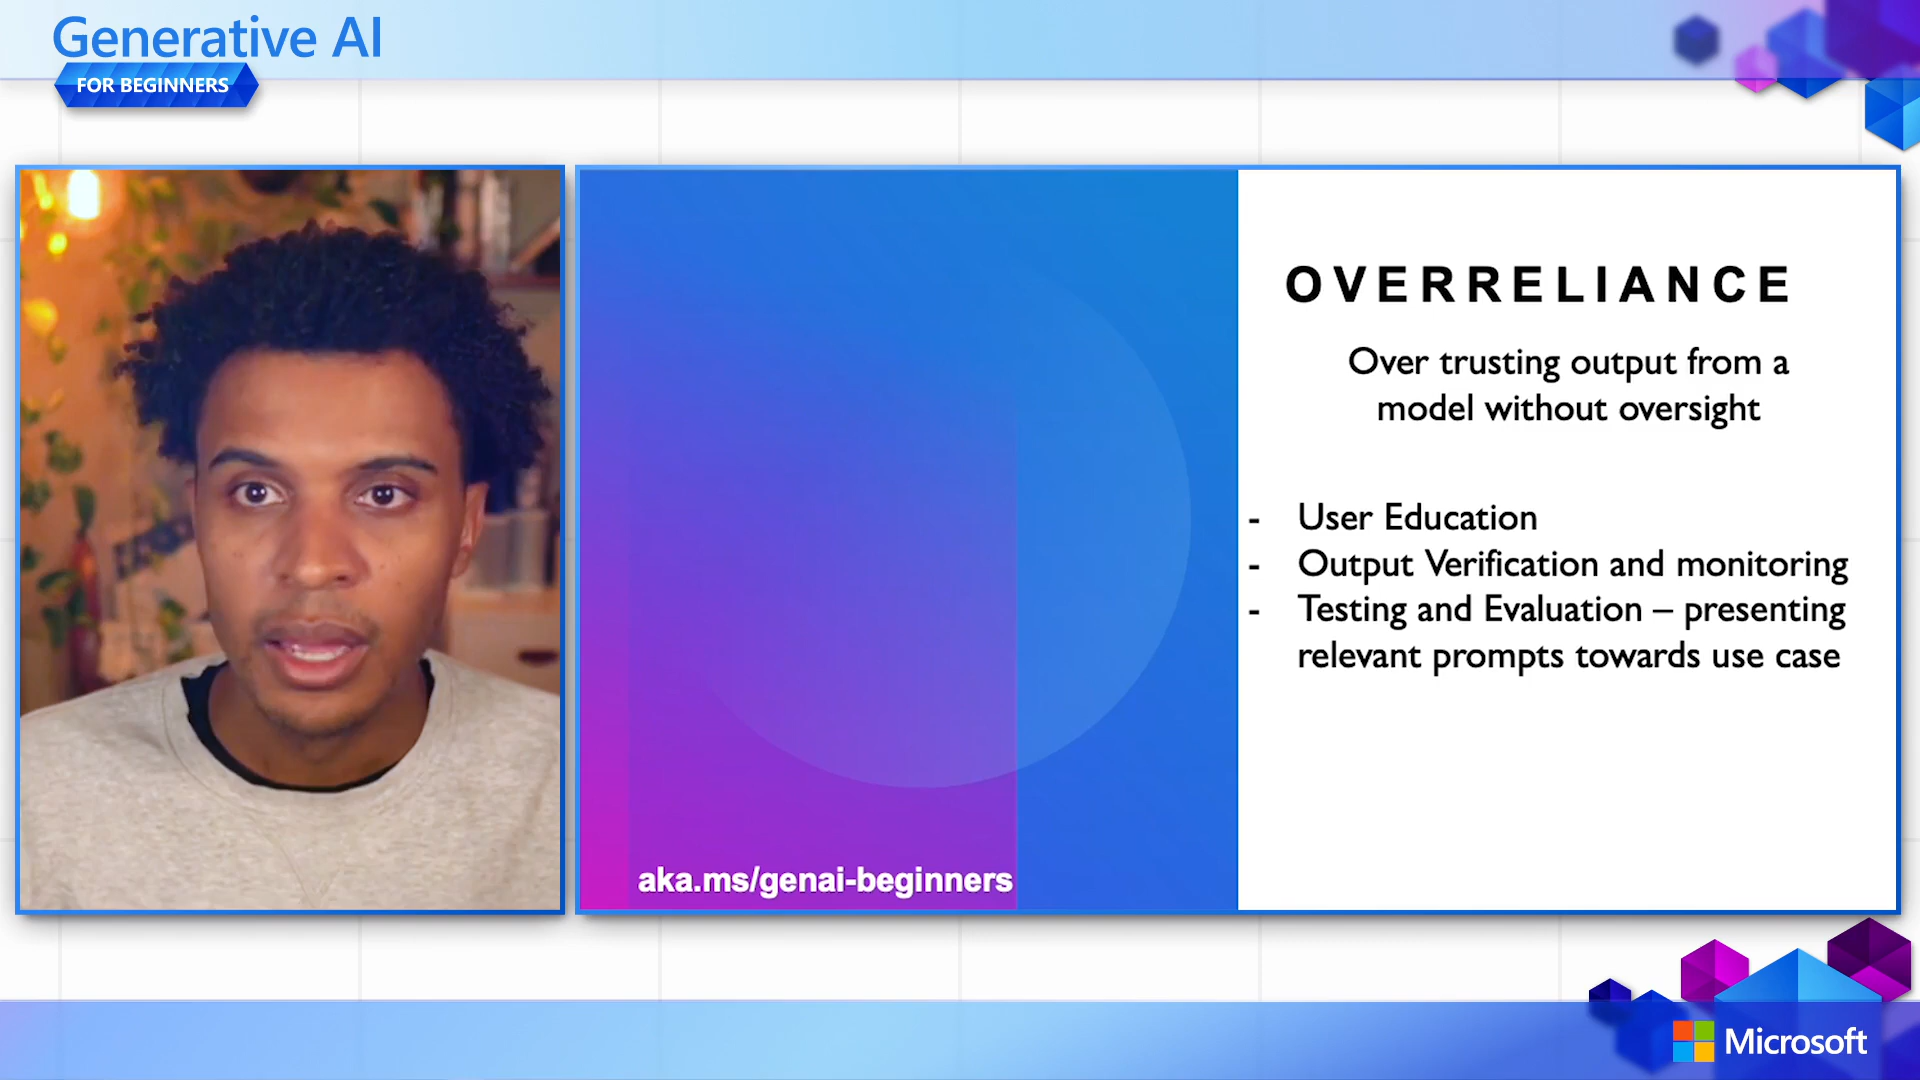 Generative AI
FOR BEGINNERS
OVERRELIANCE
Over trusting output from a
model without oversight
- User Education
- Output Verification and monitoring
- Testing and Evaluation – presenting
relevant prompts towards use case
aka.ms/genai-beginners
Microsoft